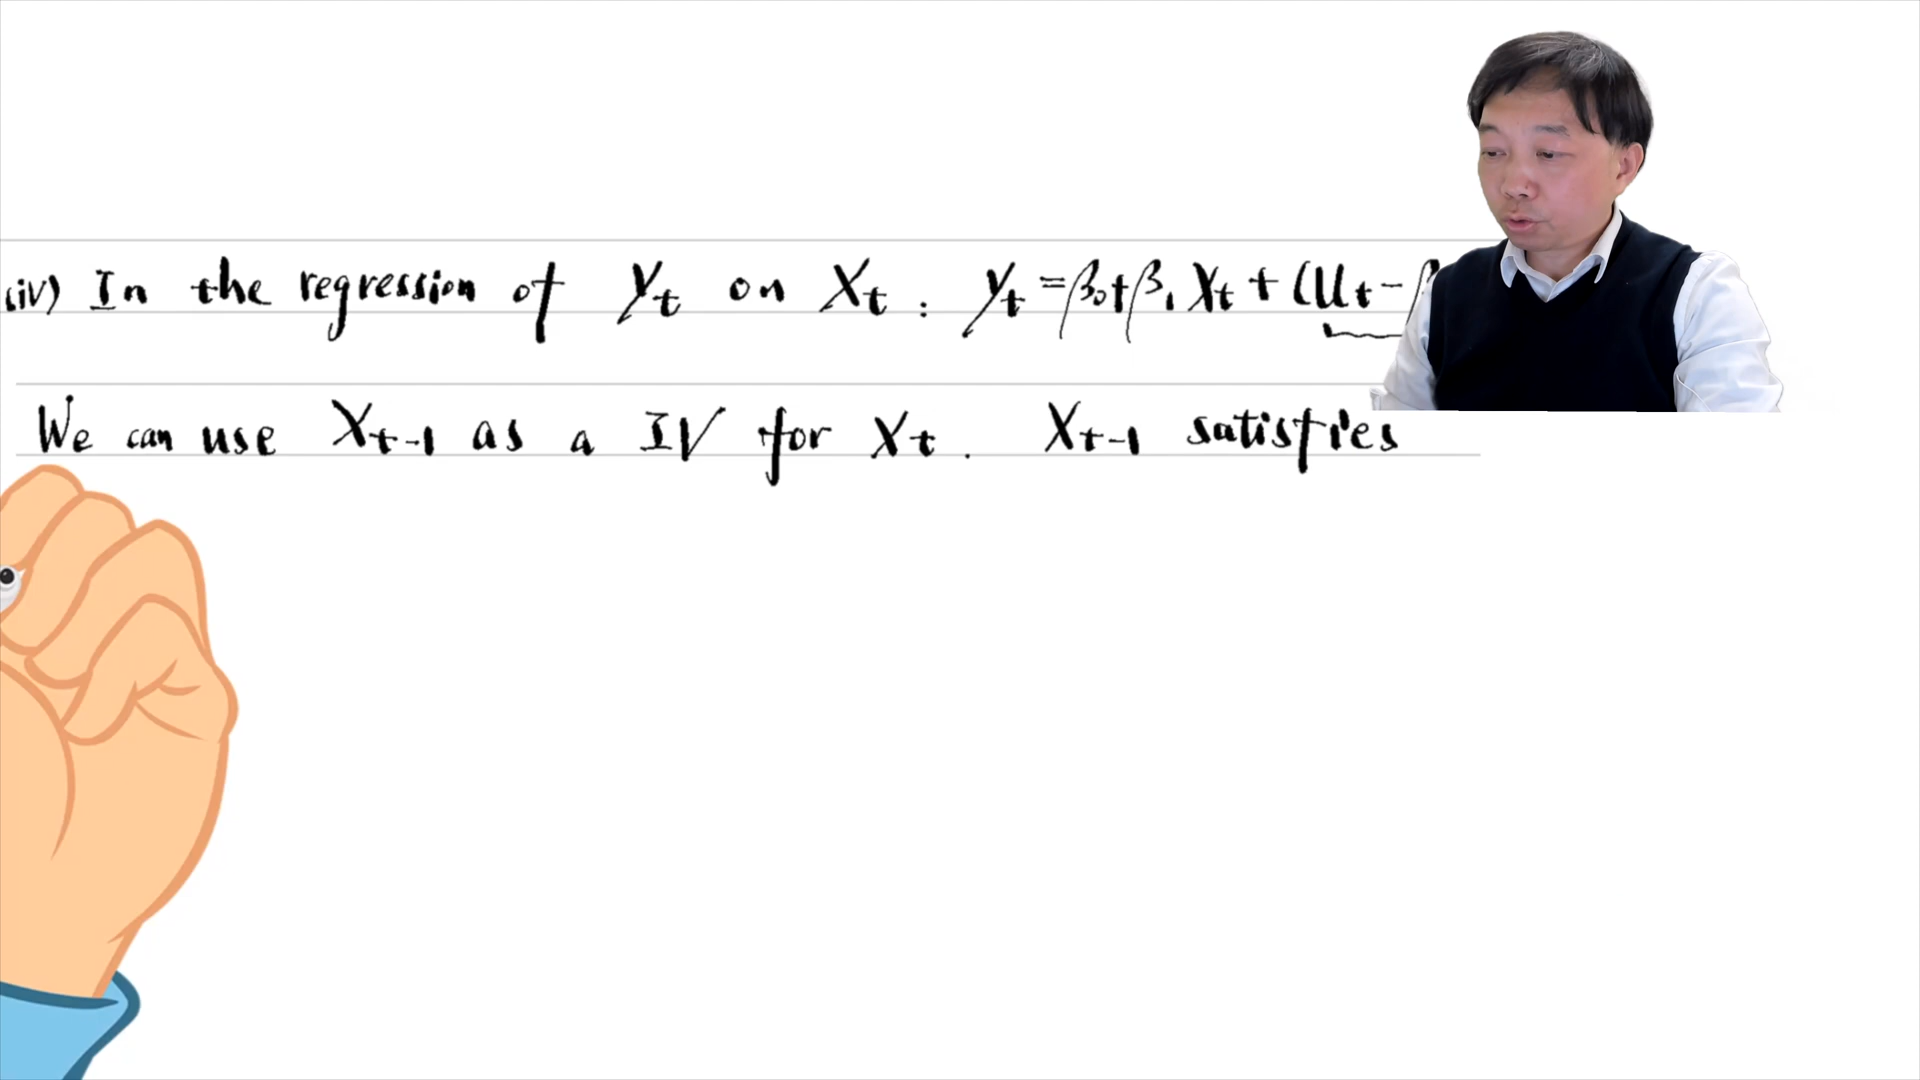 (iv) In the regression of Yt on Xt : Yt = β0 + β1 Xt + (Ut - β
We can use Xt-1 as a IV for Xt . Xt-1 satisfies